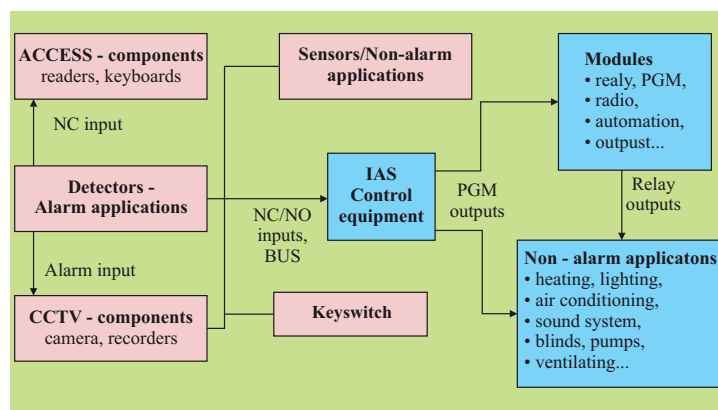 ACCESS - components
readers, keyboards
Sensors/Non-alarm
applications
Modules
• realy, PGM,
• radio,
• automation,
• outpust...
NC input
Detectors -
Alarm applications
NC/NO
inputs,
BUS
IAS
Control
equipment
PGM
outputs
Relay
outputs
Alarm input
CCTV - components
camera, recorders
Keyswitch
Non - alarm applicatons
• heating, lighting,
• air conditioning,
• sound system,
• blinds, pumps,
• ventilating...